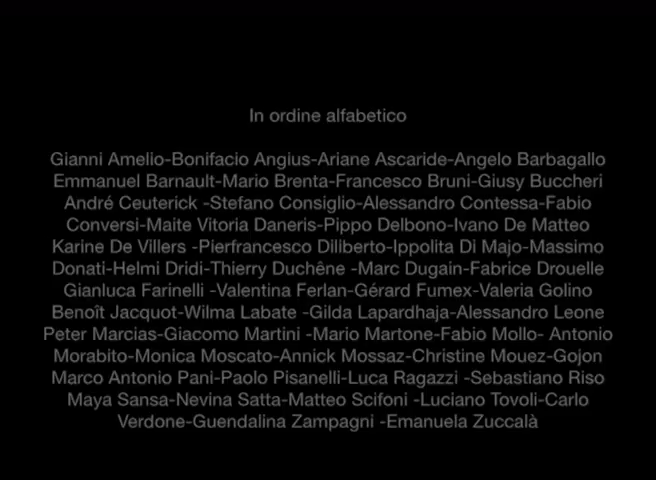 In ordine alfabetico
Gianni Amelio-Bonifacio Angius-Ariane Ascaride-Angelo Barbagallo
Emmanuel Barnault-Mario Brenta-Francesco Bruni-Giusy Buccheri
André Ceuterick -Stefano Consiglio-Alessandro Contessa-Fabio
Conversi-Maite Vitoria Daneris-Pippo Delbono-Ivano De Matteo
Karine De Villers -Pierfrancesco Diliberto-Ippolita Di Majo-Massimo
Donati-Helmi Dridi-Thierry Duchêne -Marc Dugain-Fabrice Drouelle
Gianluca Farinelli -Valentina Ferlan-Gérard Fumex-Valeria Golino
Benoît Jacquot-Wilma Labate -Gilda Lapardhaja-Alessandro Leone
Peter Marcias-Giacomo Martini -Mario Martone-Fabio Mollo- Antonio
Morabito-Monica Moscato-Annick Mossaz-Christine Mouez-Gojon
Marco Antonio Pani-Paolo Pisanelli-Luca Ragazzi -Sebastiano Riso
Maya Sansa-Nevina Satta-Matteo Scifoni -Luciano Tovoli-Carlo
Verdone-Guendalina Zampagni -Emanuela Zuccalà